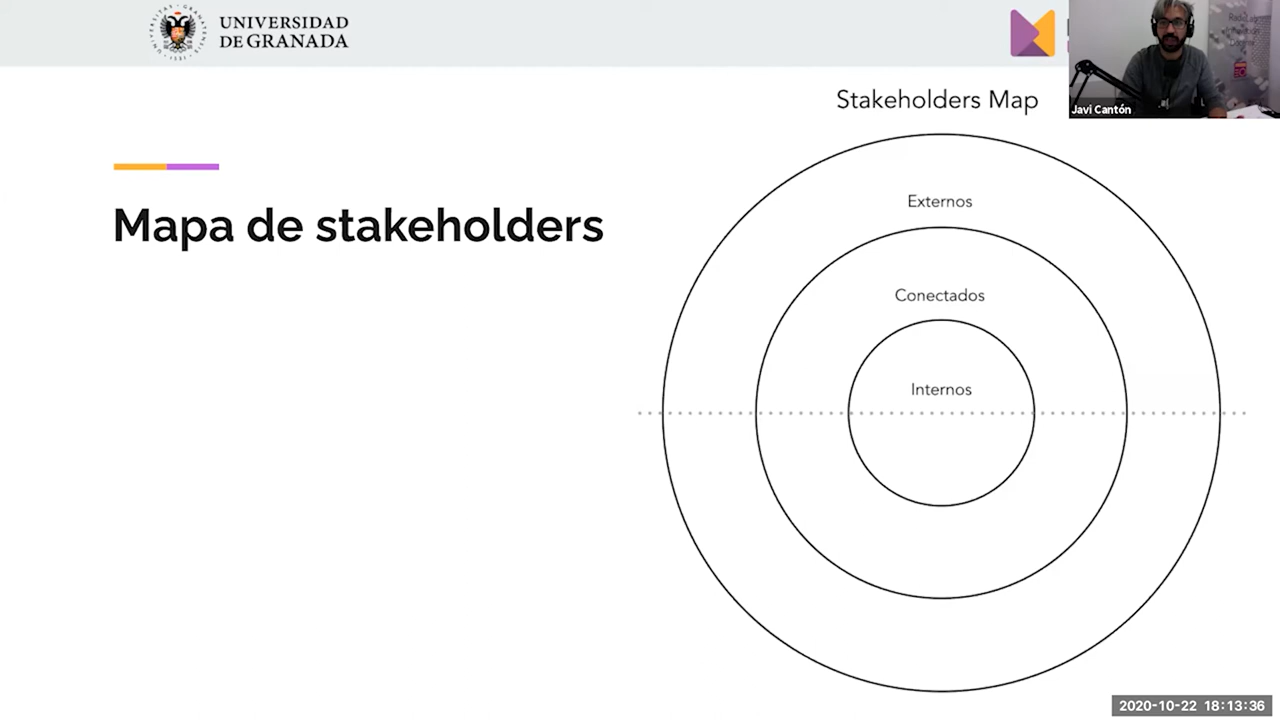 UNIVERSIDAD
DE GRANADA
Javi Cantón
Stakeholders Map
Mapa de stakeholders
Externos
Conectados
Internos
2020-10-22 18:13:36